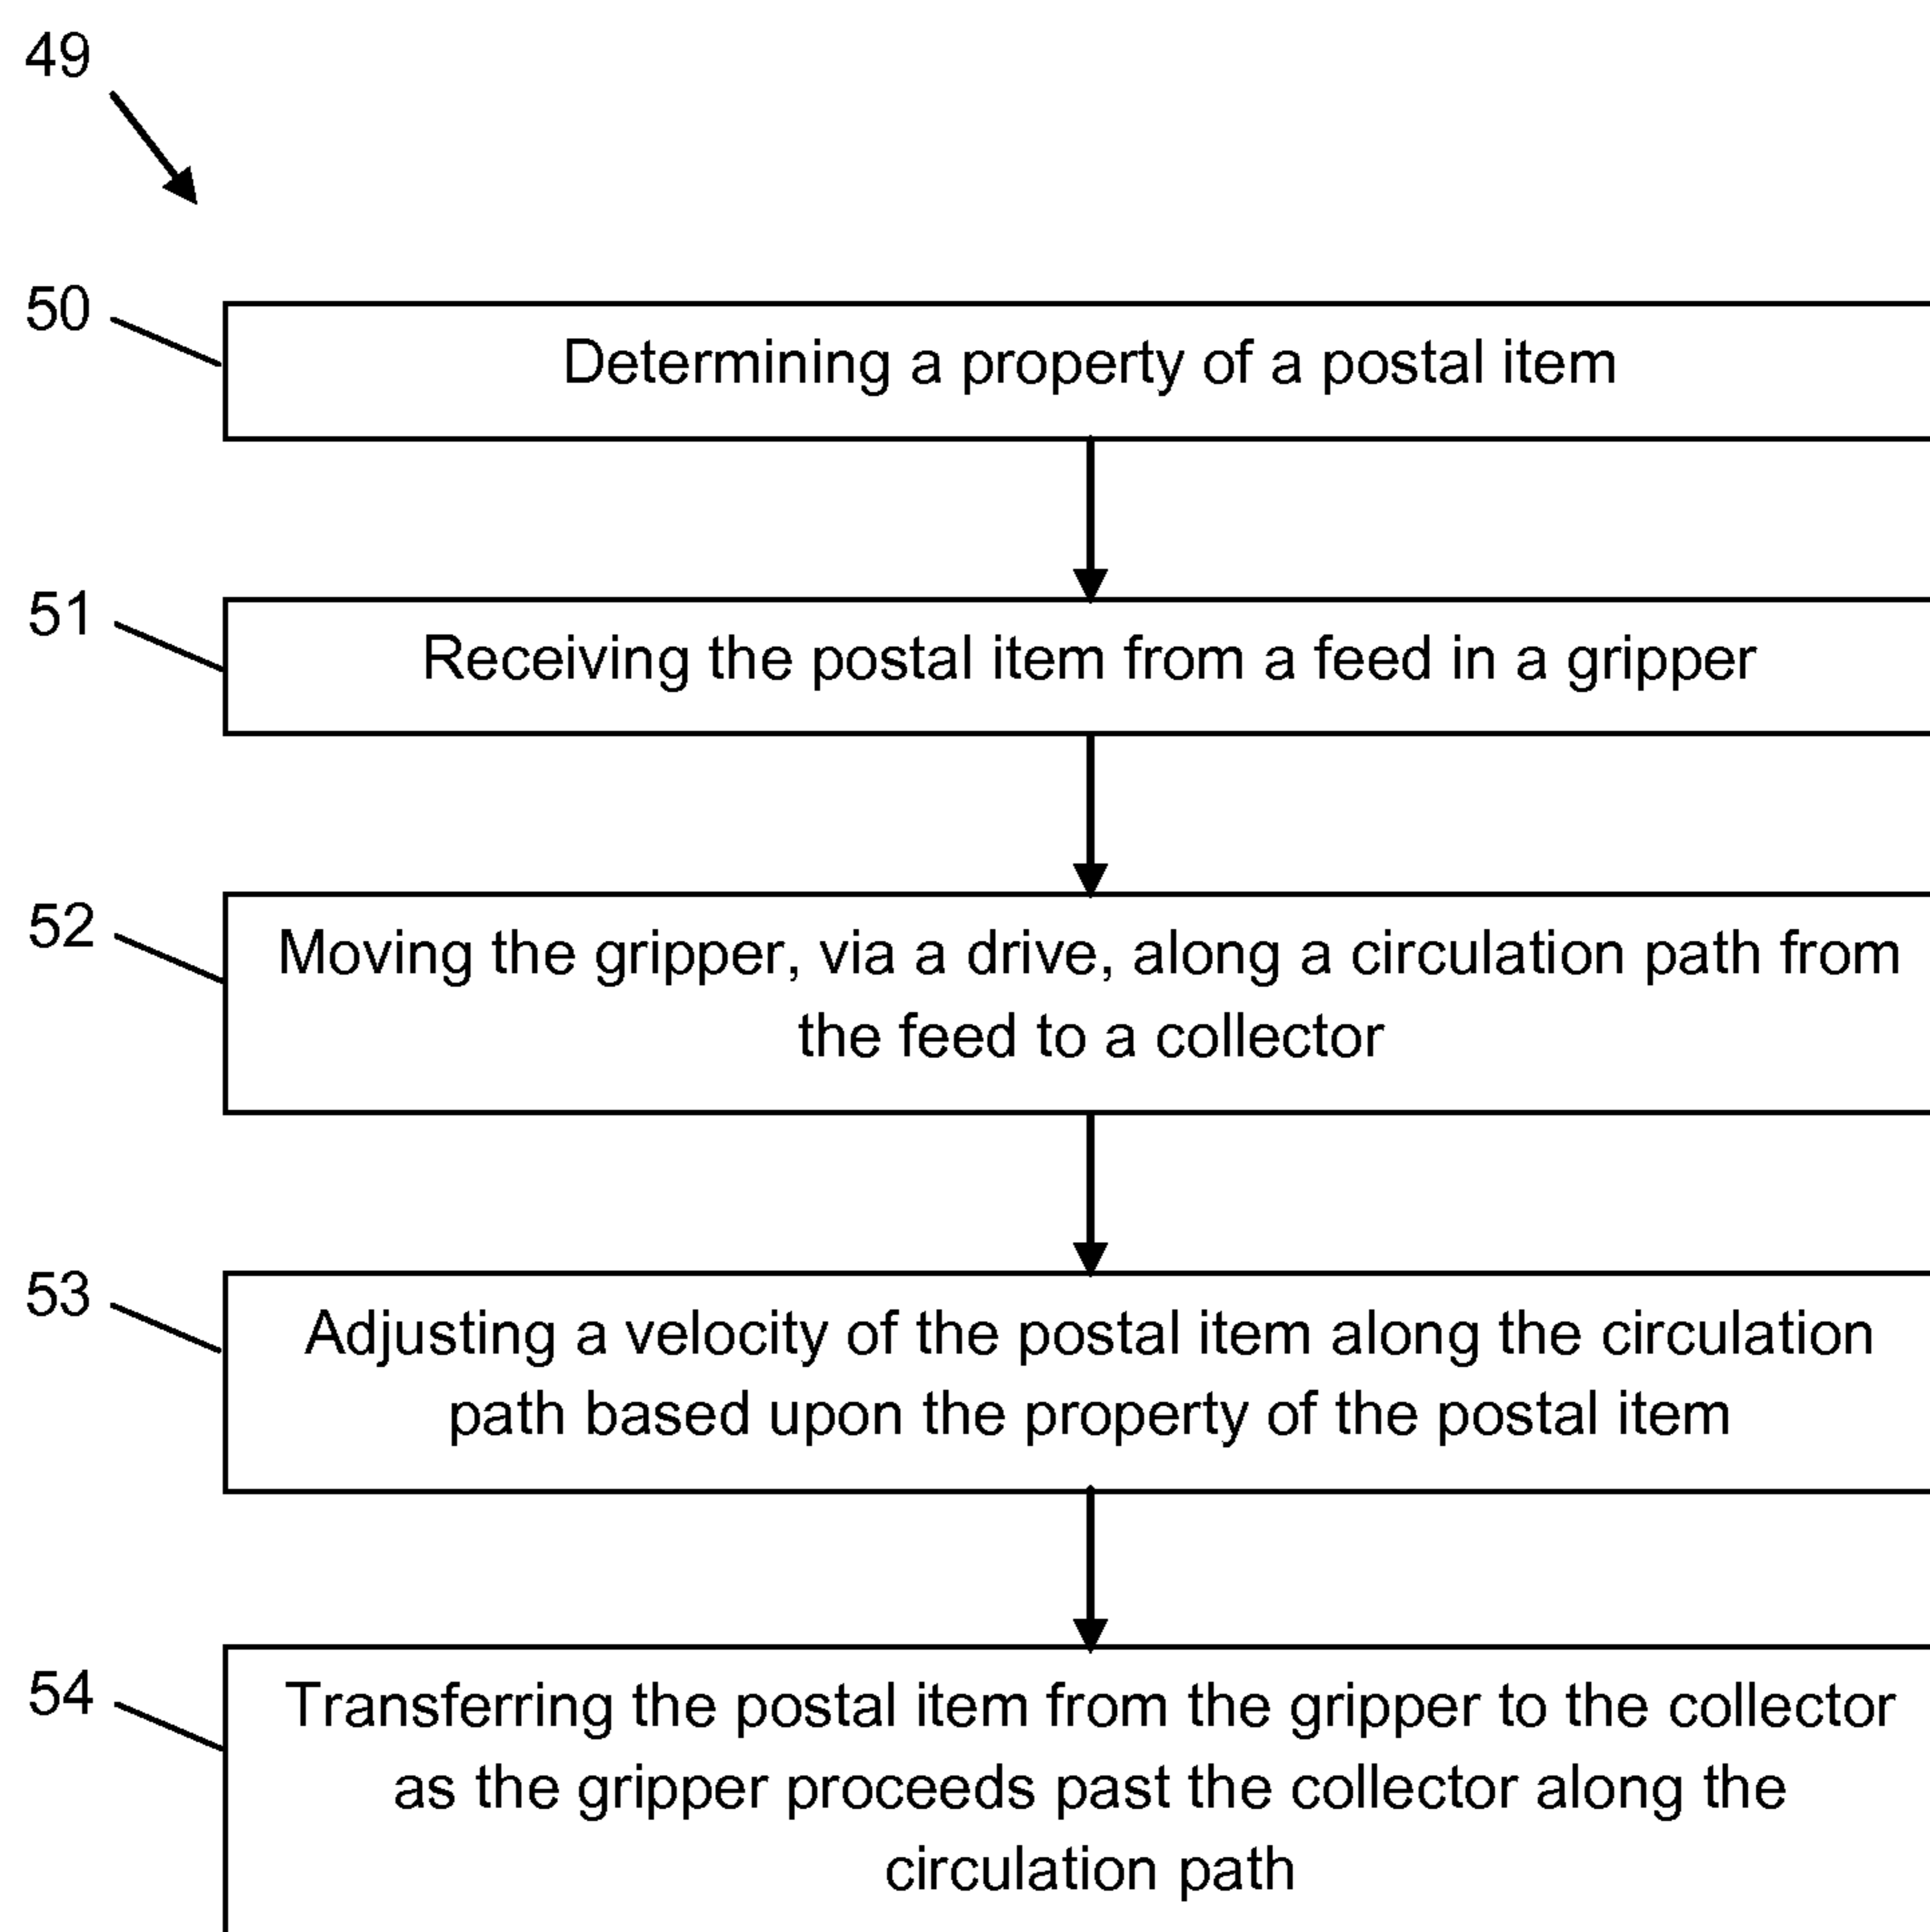 49
50
Determining a property of a postal item
51
Receiving the postal item from a feed in a gripper
52
Moving the gripper, via a drive, along a circulation path from
the feed to a collector
53
Adjusting a velocity of the postal item along the circulation
path based upon the property of the postal item
54
Transferring the postal item from the gripper to the collector
as the gripper proceeds past the collector along the
circulation path